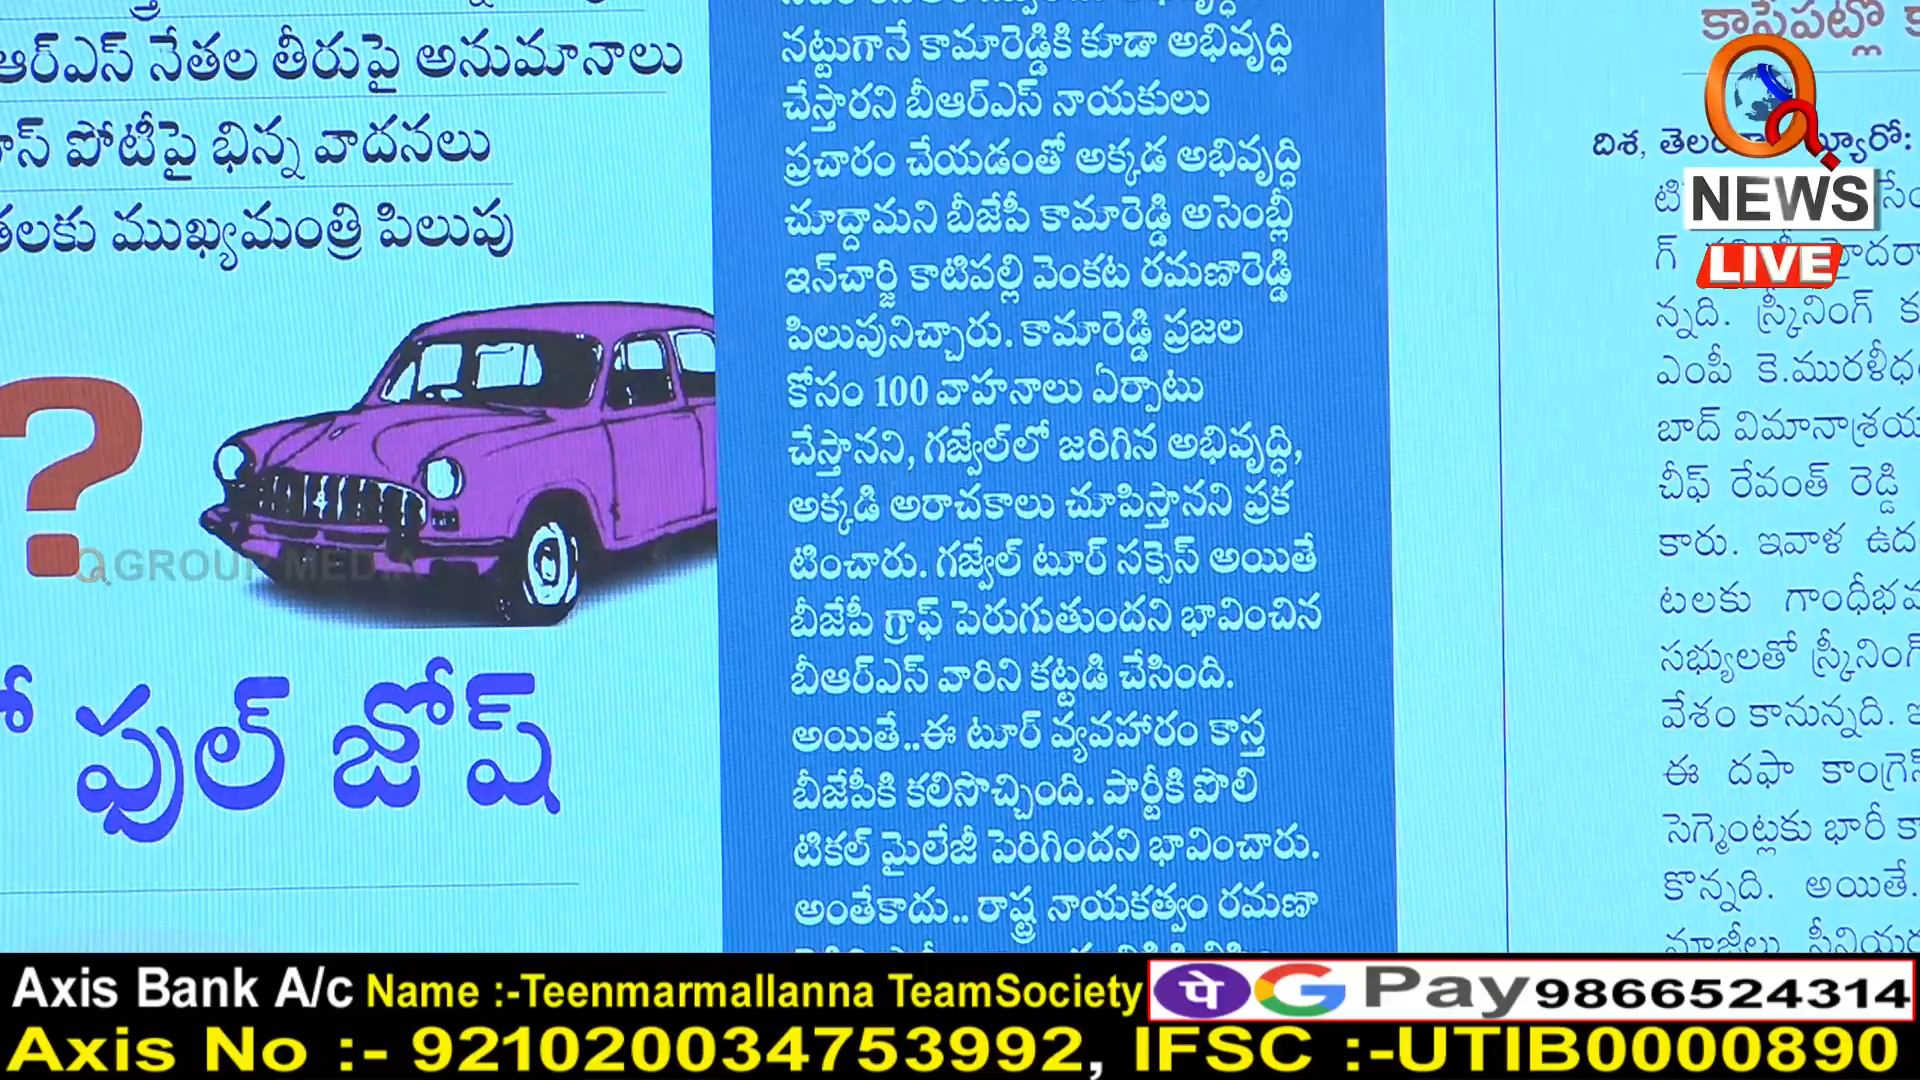 ఆర్ఎస్ నేతల తీరుపై అనుమానాలు
పోటీపై భిన్న వాదనలు
ముఖ్యమంత్రి పిలుపు
?
GROUP MEDIA
ఫుల్ జోష్
నట్టుగానే కామారెడ్డికి కూడా అభివృద్ధి
చేస్తారని బీఆర్ఎస్ నాయకులు
ప్రచారం చేయడంతో అక్కడ అభివృద్ధి
చూద్దామని బీజేపీ కామారెడ్డి అసెంబ్లీ
ఇన్‌చార్జి కాటిపల్లి వెంకట రమణారెడ్డి
పిలుపునిచ్చారు. కామారెడ్డి ప్రజల
కోసం 100 వాహనాలు ఏర్పాటు
చేస్తానని, గజ్వేల్‌లో జరిగిన అభివృద్ధి,
అక్కడి అరాచకాలు చూపిస్తానని ప్రక
టించారు. గజ్వేల్ టూర్ సక్సెస్ అయితే
బీజేపీ గ్రాఫ్ పెరుగుతుందని భావించిన
బీఆర్ఎస్ వారిని కట్టడి చేసింది.
అయితే..ఈ టూర్ వ్యవహారం కాస్త
బీజేపీకి కలిసొచ్చింది. పార్టీకి పొలి
టికల్ మైలేజీ పెరిగిందని భావించారు.
అంతేకాదు.. రాష్ట్ర నాయకత్వం రమణా
దిశ,
న్నది. స్క్రీనింగ్
ఎంపీ కె.మురళీధ
బాద్ విమానాశ్రయ
చీఫ్ రేవంత్ రెడ్డి
కారు. ఇవాళ ఉద
టలకు గాంధీభవ
సభ్యులతో స్క్రీనింగ్
వేశం కానున్నది.
ఈ దఫా కాంగ్రెస్
సెగ్మెంట్లకు భారీ
కొన్నది. అయితే.
Q
NEWS
LIVE
Axis Bank A/c Name :-Teenmarmallanna TeamSociety
पे G Pay 9866524314
Axis No :- 921020034753992, IFSC :-UTIB0000890